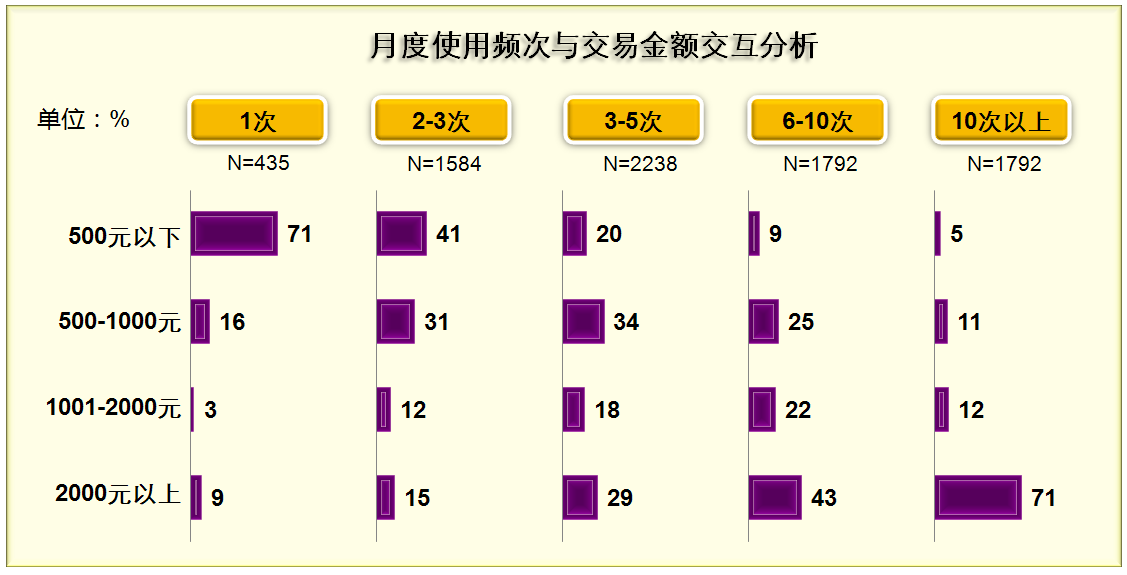 月度使用频次与交易金额交互分析
单位：% 1次 2-3次 3-5次 6-10次 10次以上
N=435 N=1584 N=2238 N=1792 N=1792
500元以下 71 41 20 9 5
500-1000元 16 31 34 25 11
1001-2000元 3 12 18 22 12
2000元以上 9 15 29 43 71